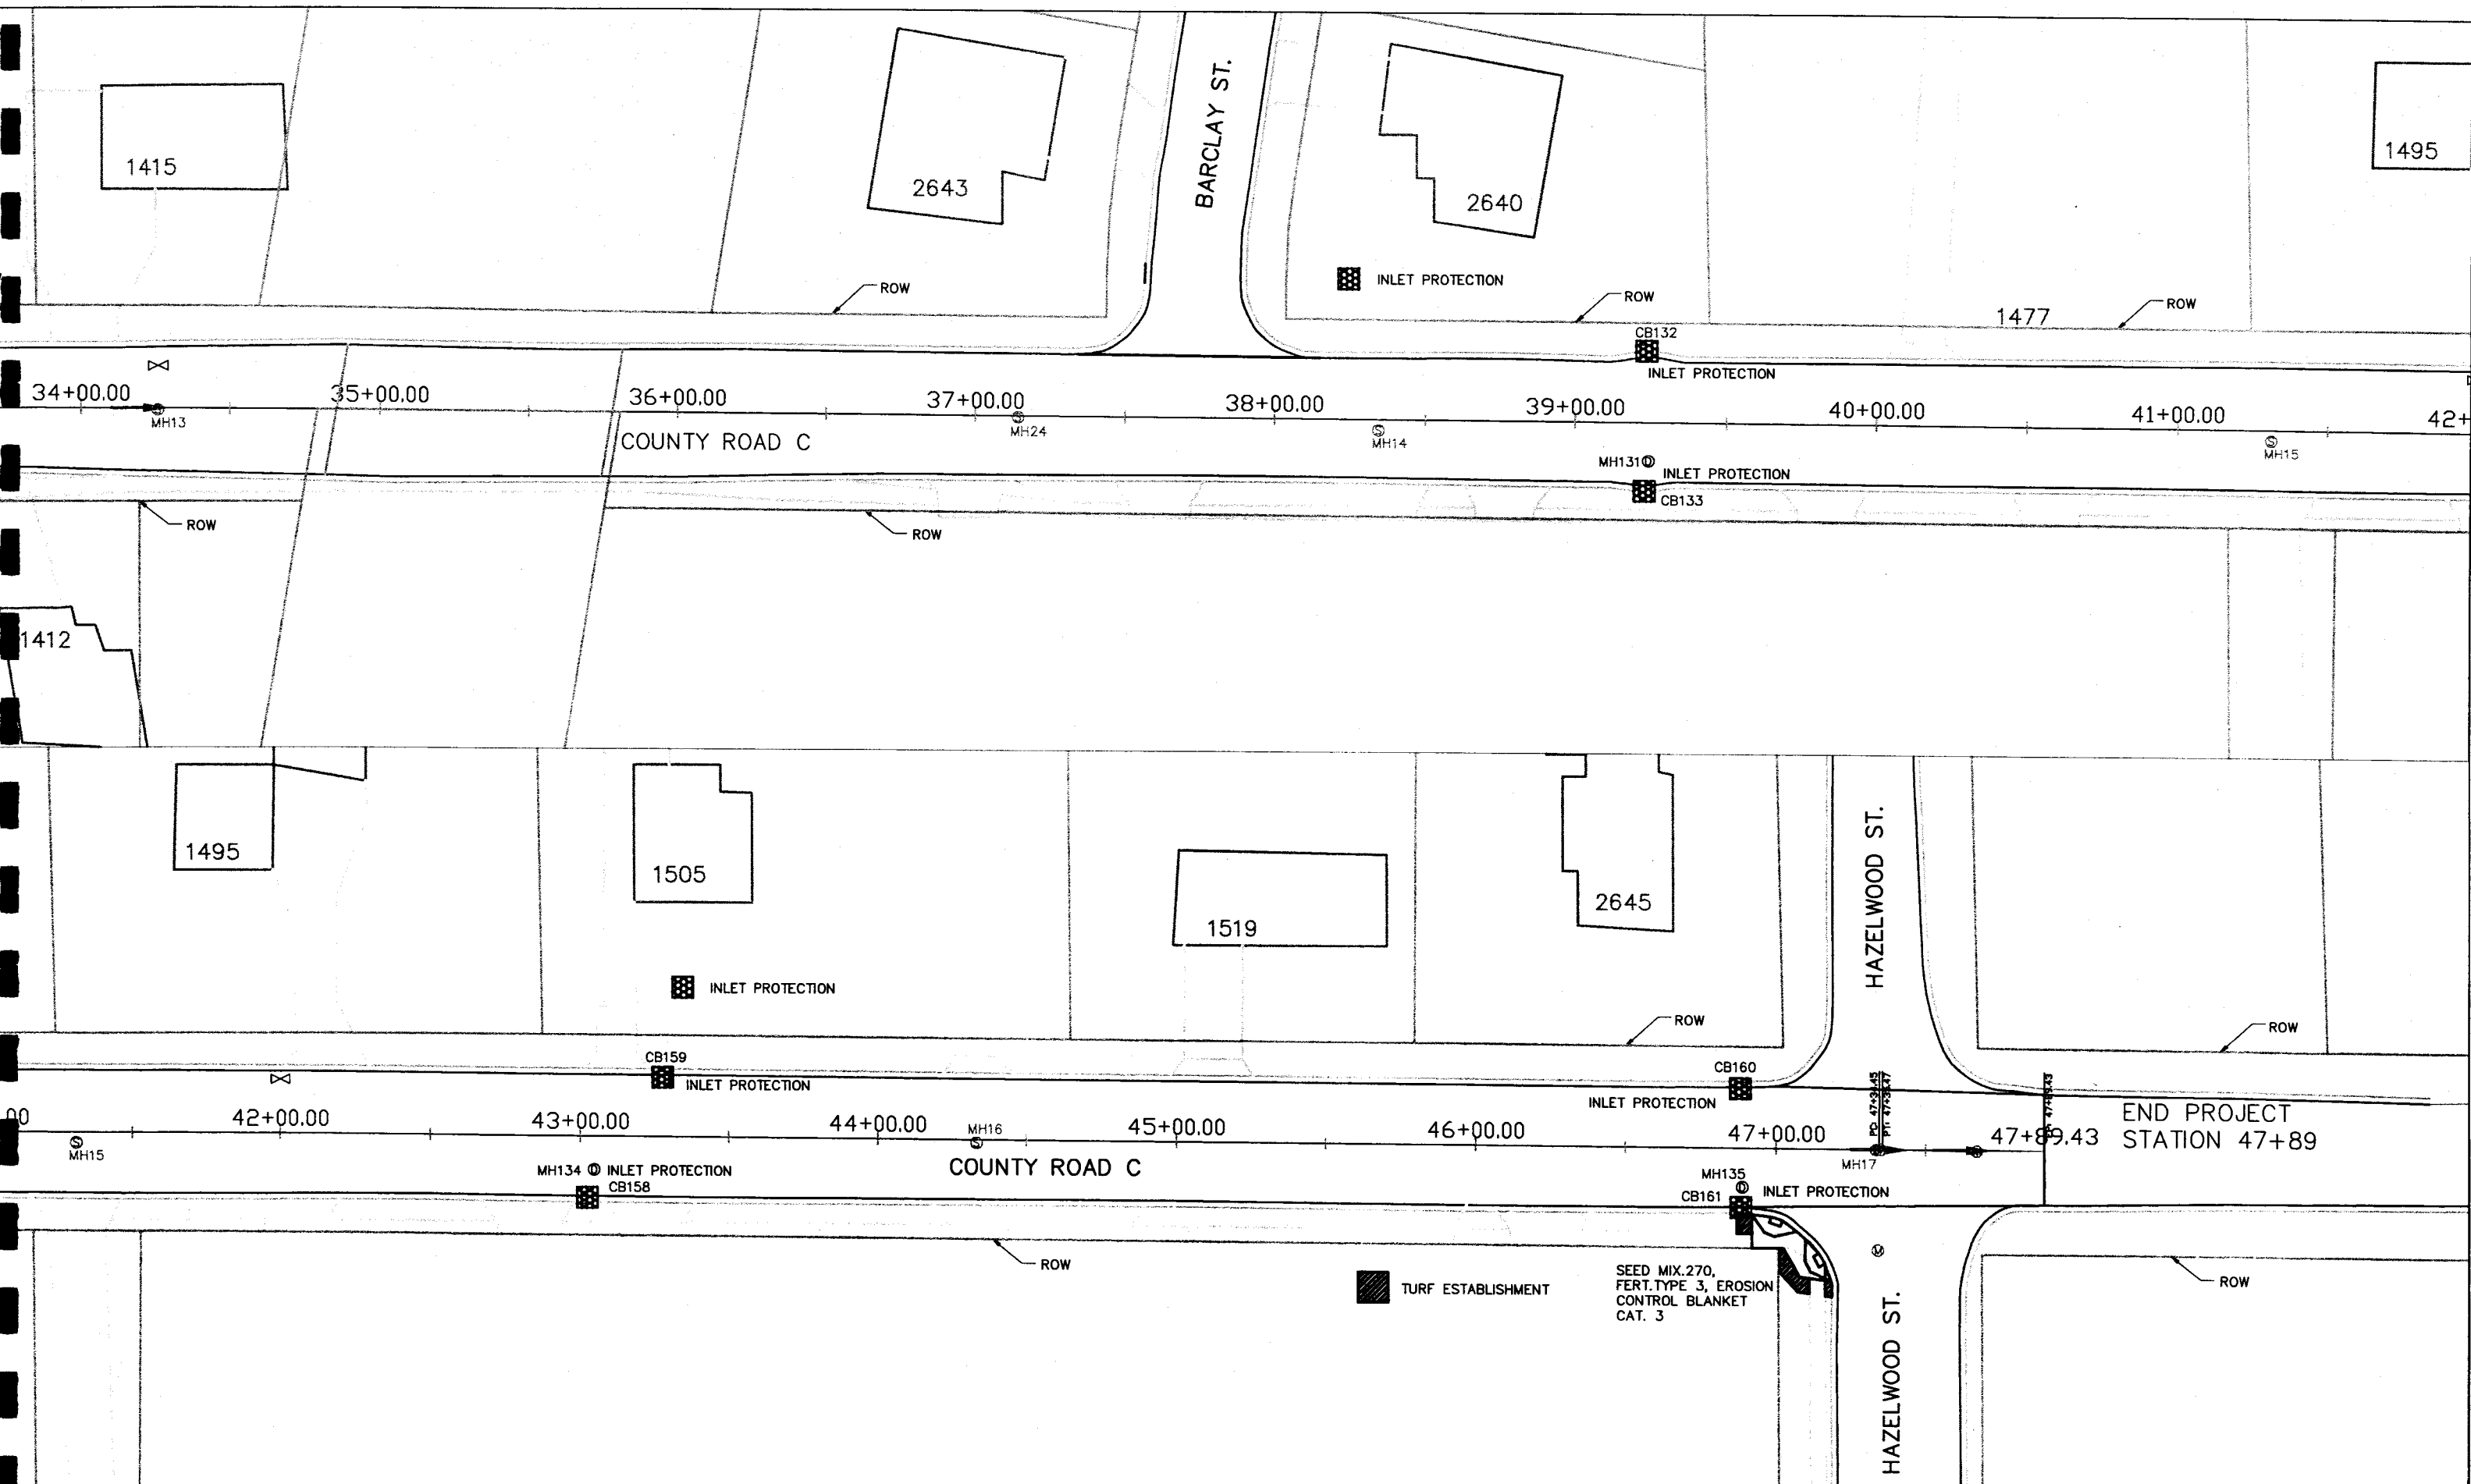 1415
2643
BARCLAY ST.
2640
1495
INLET PROTECTION
ROW
ROW
1477
ROW
CB132
INLET PROTECTION
34+00.00
35+00.00
36+00.00
37+00.00
38+00.00
39+00.00
40+00.00
41+00.00
42+
MH13
MH24
MH14
MH15
COUNTY ROAD C
MH131
INLET PROTECTION
CB133
ROW
ROW
1412
1495
1505
1519
2645
HAZELWOOD ST.
INLET PROTECTION
ROW
ROW
CB159
INLET PROTECTION
CB160
INLET PROTECTION
PC: 47+34.45
00
42+00.00
43+00.00
44+00.00
45+00.00
46+00.00
47+00.00
47+89.43
END PROJECT
STATION 47+89
MH15
MH16
MH17
MH134
INLET PROTECTION
CB158
COUNTY ROAD C
MH135
CB161
INLET PROTECTION
ROW
TURF ESTABLISHMENT
SEED MIX.270,
FERT.TYPE 3, EROSION
CONTROL BLANKET
CAT. 3
ROW
HAZELWOOD ST.